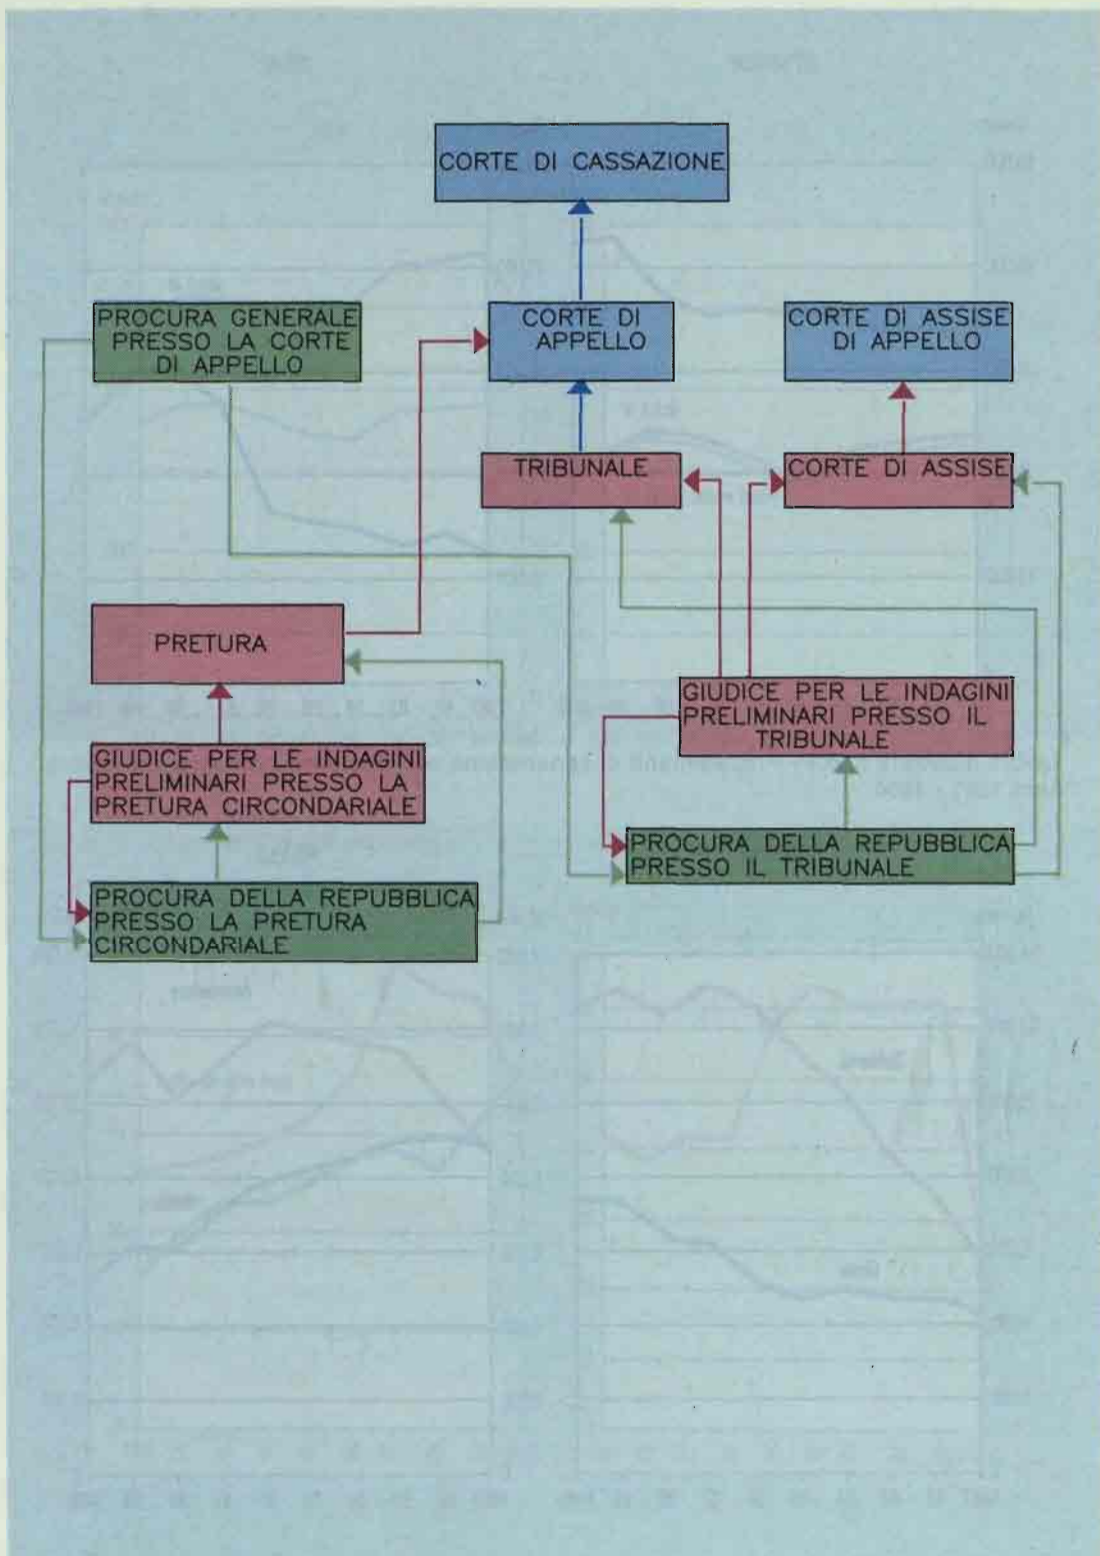 CORTE DI CASSAZIONE
PROCURA GENERALE
PRESSO LA CORTE
DI APPELLO
CORTE DI
APPELLO
CORTE DI ASSISE
DI APPELLO
TRIBUNALE
CORTE DI ASSISE
PRETURA
GIUDICE PER LE INDAGINI
PRELIMINARI PRESSO IL
TRIBUNALE
GIUDICE PER LE INDAGINI
PRELIMINARI PRESSO LA
PRETURA CIRCONDARIALE
PROCURA DELLA REPUBBLICA
PRESSO IL TRIBUNALE
PROCURA DELLA REPUBBLICA
PRESSO LA PRETURA
CIRCONDARIALE